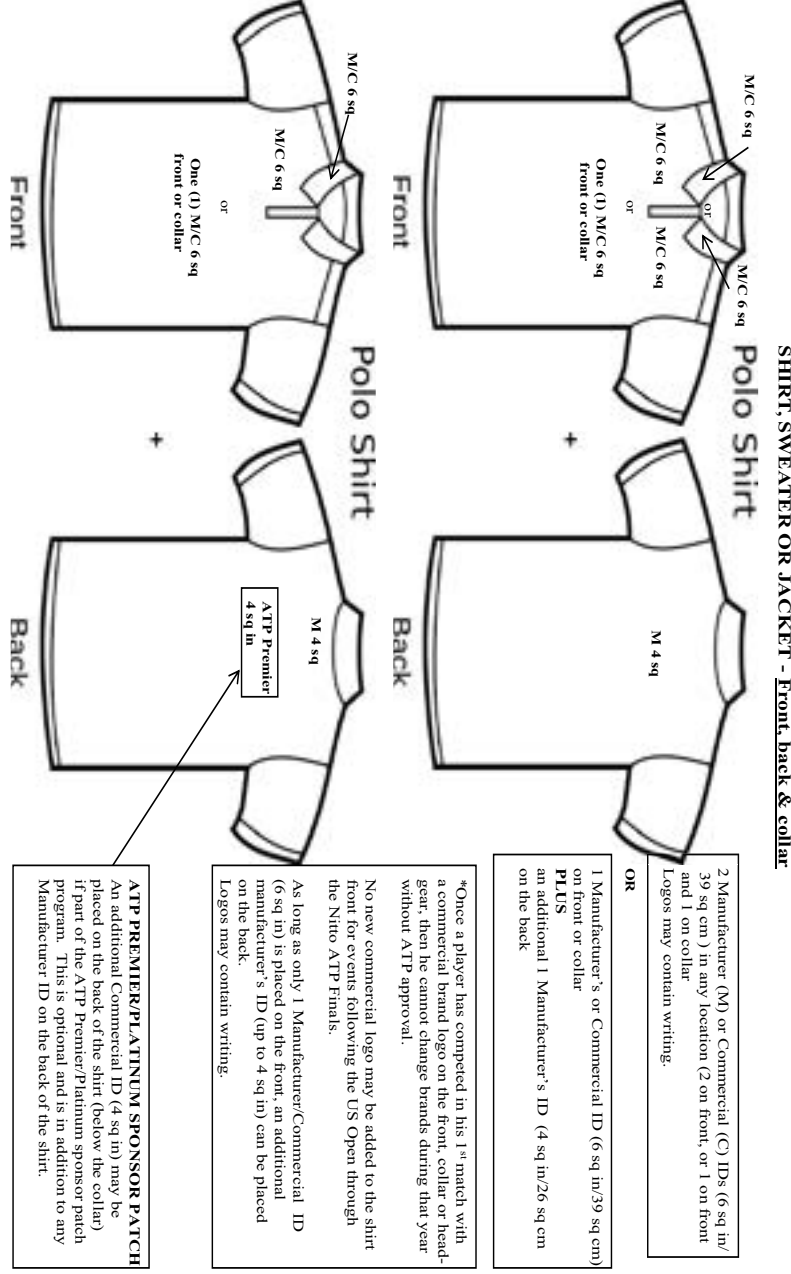 SHIRT, SWEATER OR JACKET - Front, back & collar
Polo Shirt
M/C 6 sq
M/C 6 sq
or
M/C 6 sq
M/C 6 sq
One (1) M/C 6 sq
front or collar
or
Front
+
M 4 sq
Back
2 Manufacturer (M) or Commercial (C) IDs (6 sq in/
39 sq cm ) in any location (2 on front, or 1 on front
and 1 on collar
Logos may contain writing.
OR
1 Manufacturer's or Commercial ID (6 sq in/39 sq cm)
on front or collar
PLUS
an additional 1 Manufacturer's ID (4 sq in/26 sq cm
on the back
Polo Shirt
M/C 6 sq
M/C 6 sq
or
One (1) M/C 6 sq
front or collar
Front
+
M 4 sq
ATP Premier
4 sq in
Back
*Once a player has competed in his 1st match with
a commercial brand logo on the front, collar or head-
gear, then he cannot change brands during that year
without ATP approval.
No new commercial logo may be added to the shirt
front for events following the US Open through
the Nitto ATP Finals.
As long as only 1 Manufacturer/Commercial ID
(6 sq in) is placed on the front, an additional
manufacturer's ID (up to 4 sq in) can be placed
on the back.
Logos may contain writing.
ATP PREMIER/PLATINUM SPONSOR PATCH
An additional Commercial ID (4 sq in) may be
placed on the back of the shirt (below the collar)
if part of the ATP Premier/Platinum sponsor patch
program. This is optional and is in addition to any
Manufacturer ID on the back of the shirt.